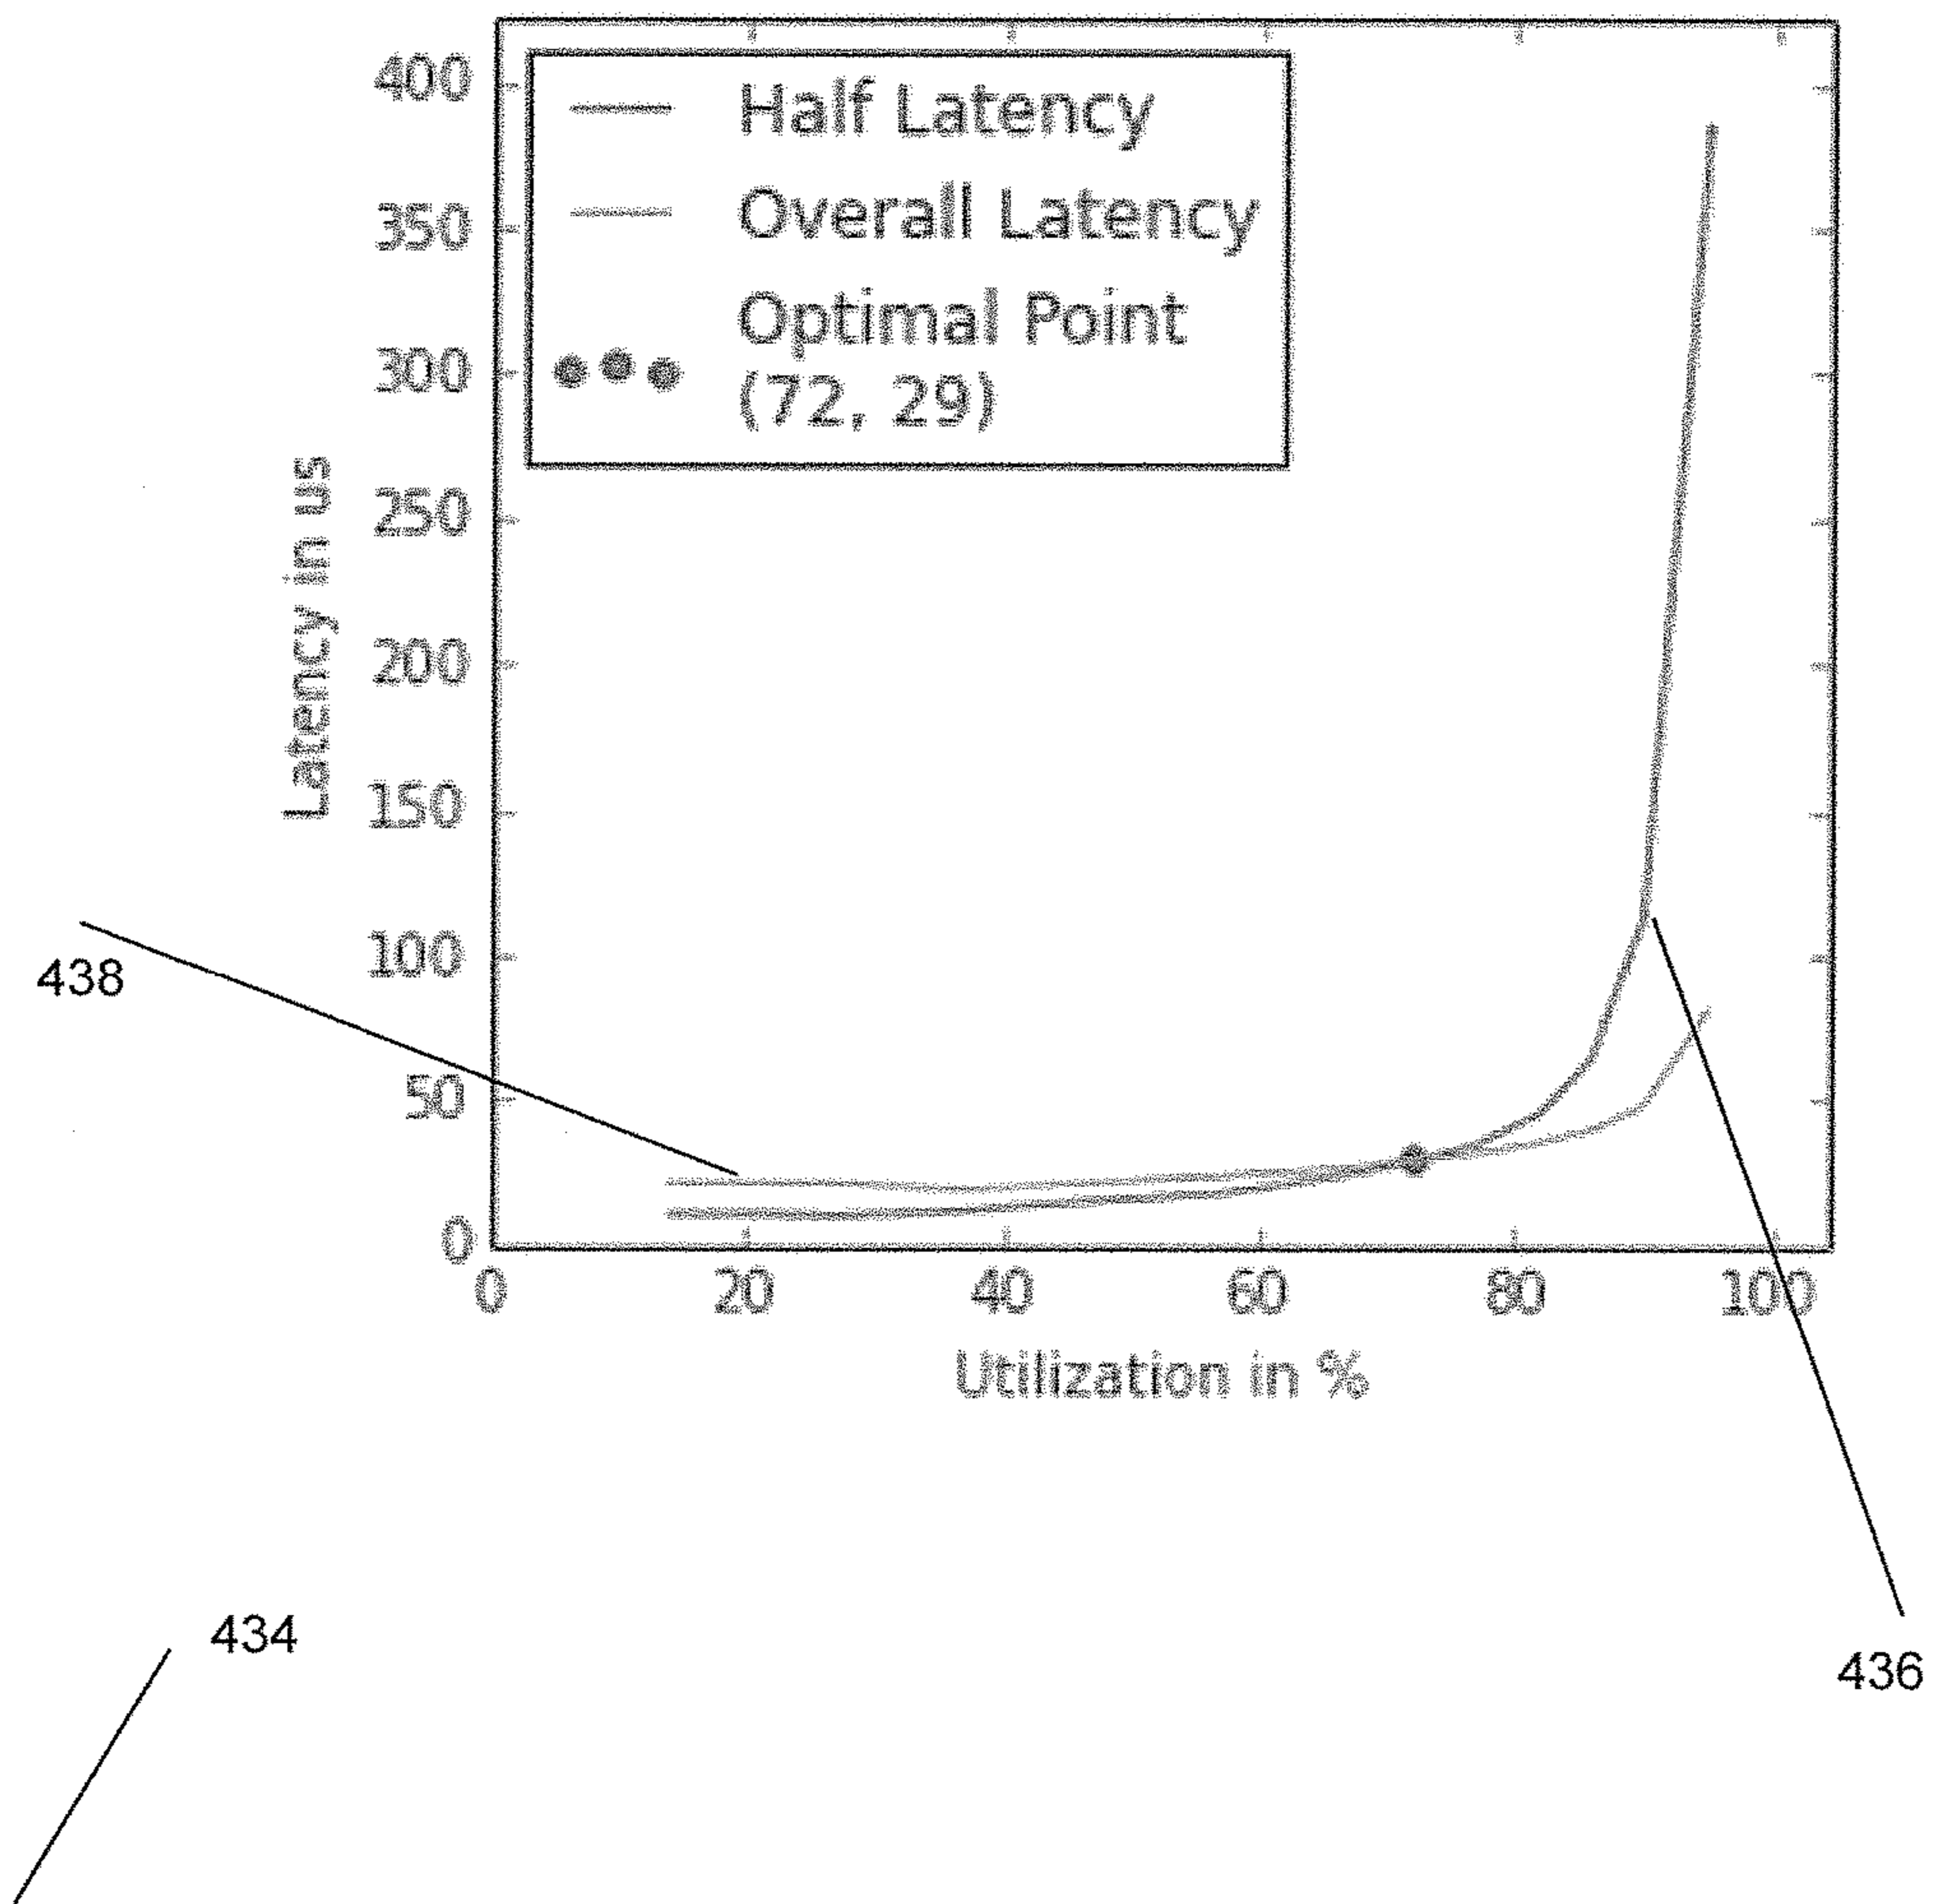 400
350
300
250
200
150
100
50
0
Latency in us
Half Latency
Overall Latency
Optimal Point
(72, 29)
0 20 40 60 80 100
Utilization in %
438
434
436